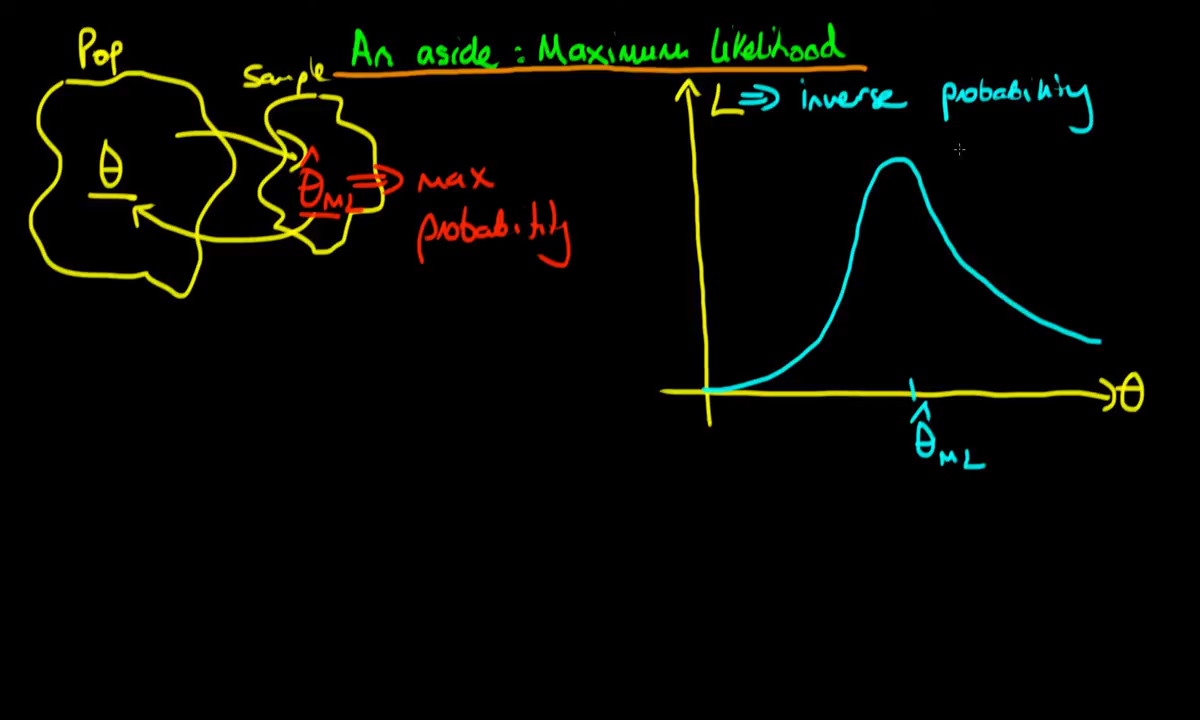 An aside : Maximum likelihood
Pop
Sample
θ
θ̂ML ⇒ max
probability
L ⇒ inverse probability
θ
θ̂ML